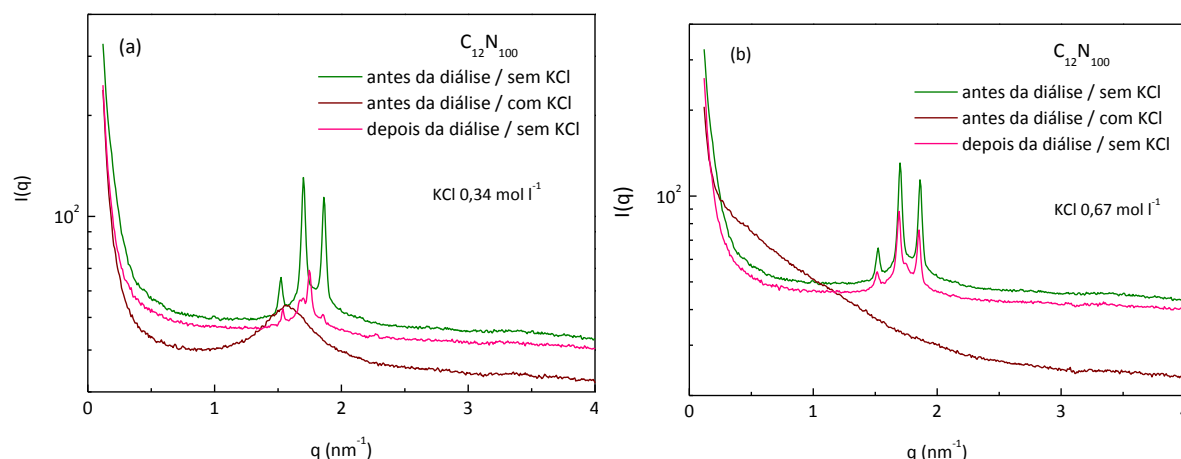 (a)
C₁₂N₁₀₀
antes da diálise / sem KCl
antes da diálise / com KCl
depois da diálise / sem KCl
KCl 0,34 mol l⁻¹
I(q)
10²
0 1 2 3 4
q (nm⁻¹)
(b)
C₁₂N₁₀₀
antes da diálise / sem KCl
antes da diálise / com KCl
depois da diálise / sem KCl
KCl 0,67 mol l⁻¹
I(q)
10²
0 1 2 3 4
q (nm⁻¹)